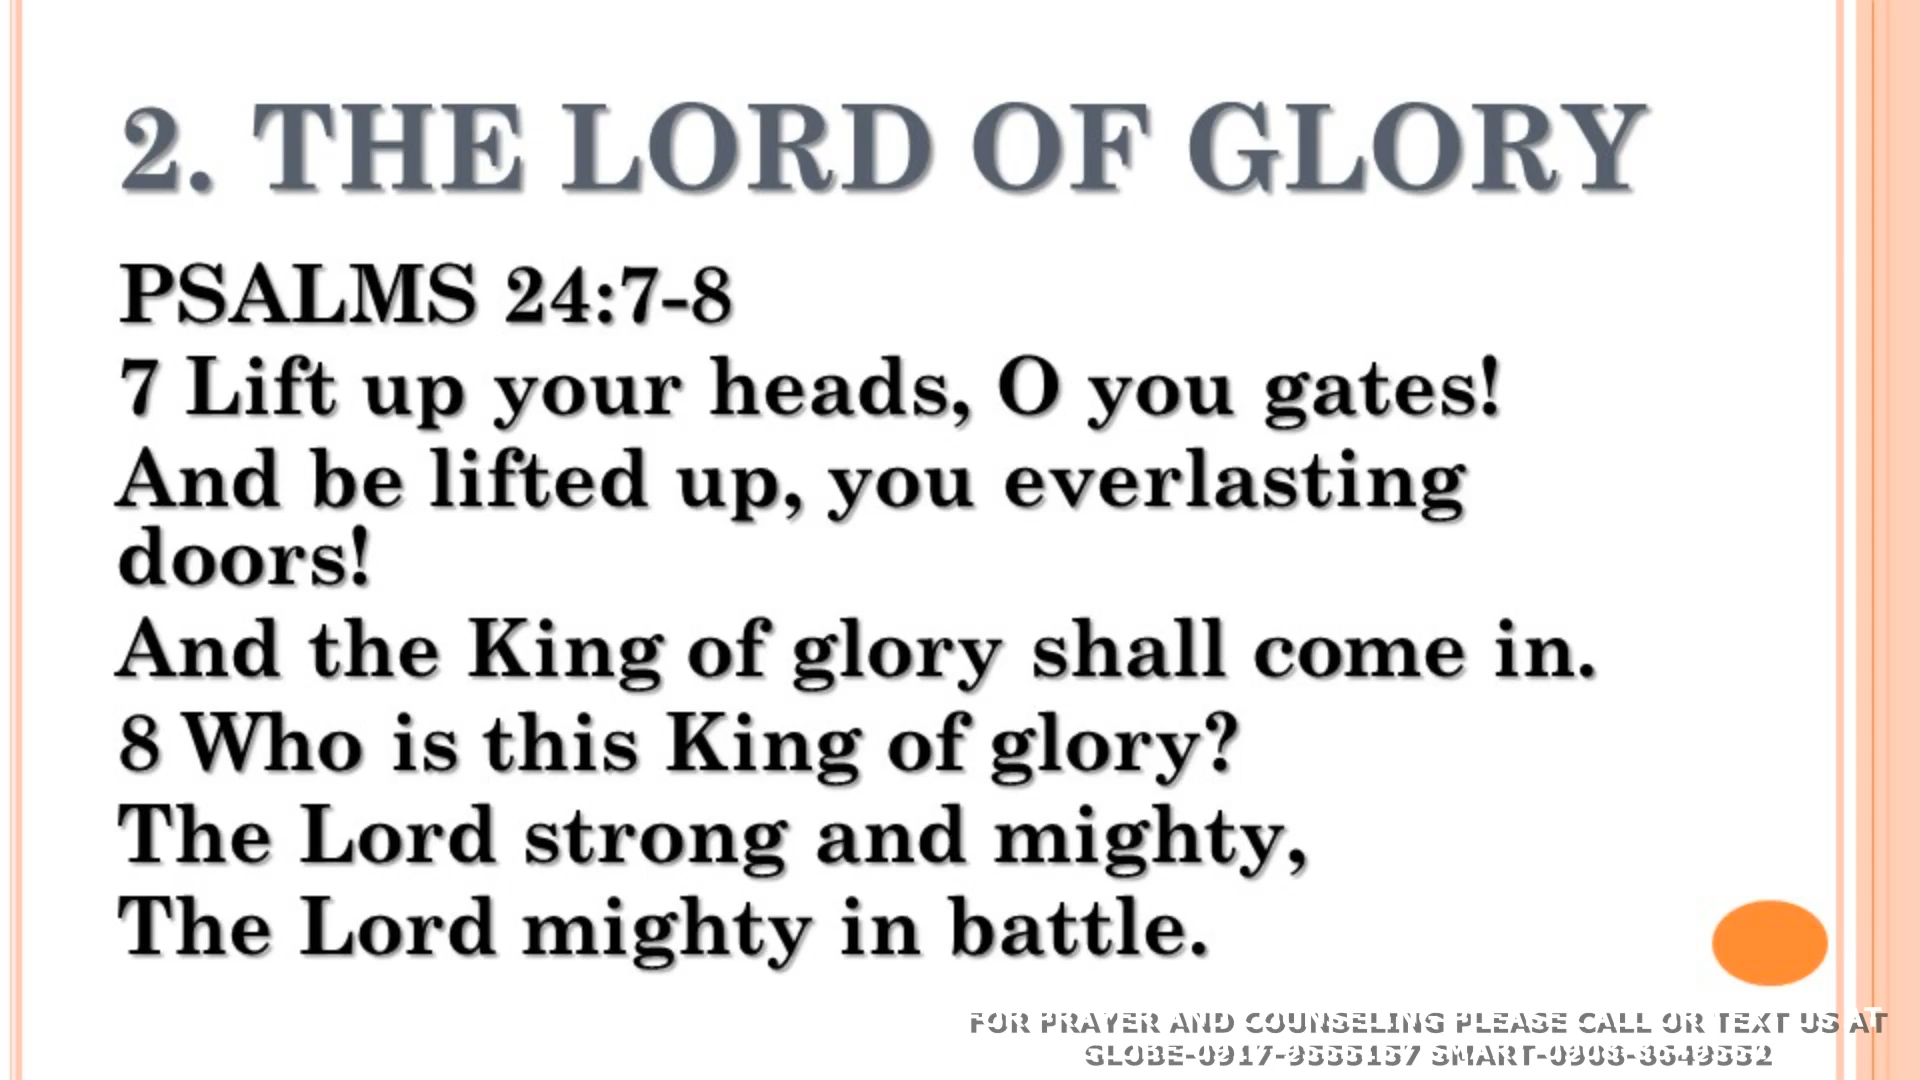 2. THE LORD OF GLORY
PSALMS 24:7-8
7 Lift up your heads, O you gates!
And be lifted up, you everlasting
doors!
And the King of glory shall come in.
8 Who is this King of glory?
The Lord strong and mighty,
The Lord mighty in battle.
FOR PRAYER AND COUNSELING PLEASE CALL OR TEXT US AT